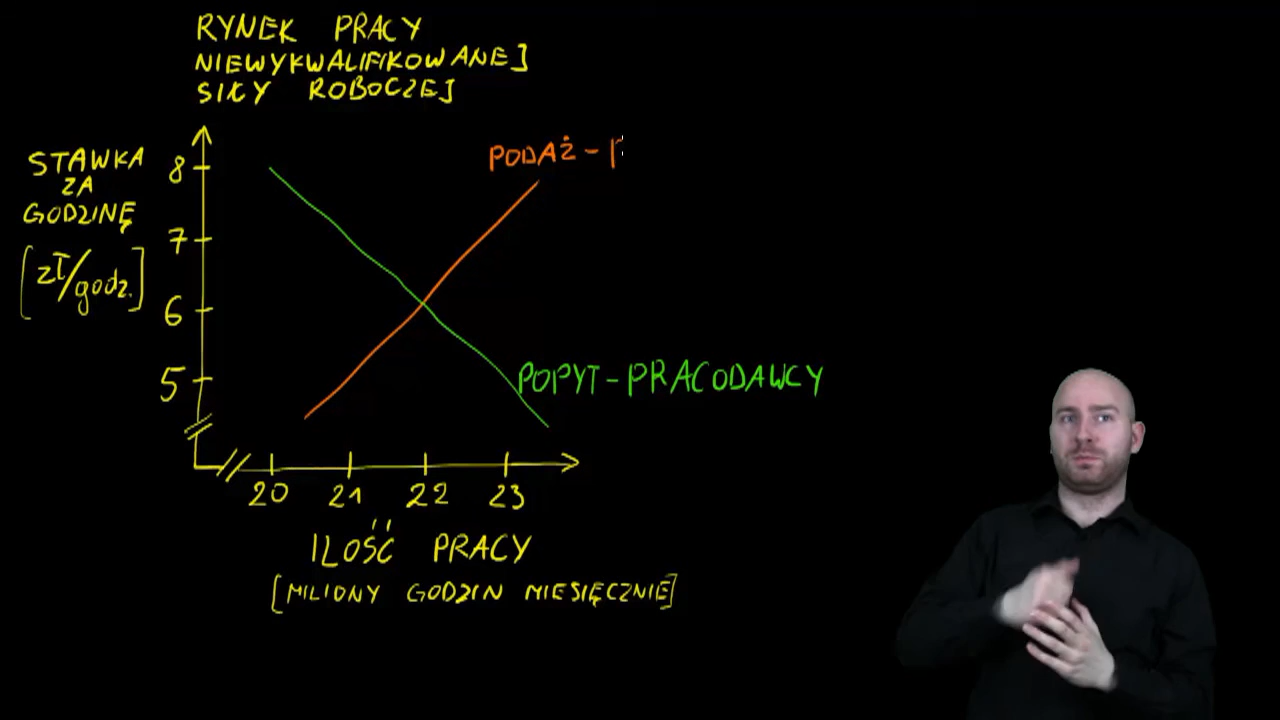 RYNEK PRACY
NIEWYKWALIFIKOWANEJ
SIŁY ROBOCZEJ
STAWKA
ZA
GODZINĘ
[zł/godz.]
8
7
6
5
PODAŻ -
POPYT - PRACODAWCY
20 21 22 23
ILOŚĆ PRACY
[MILIONY GODZIN MIESIĘCZNIE]